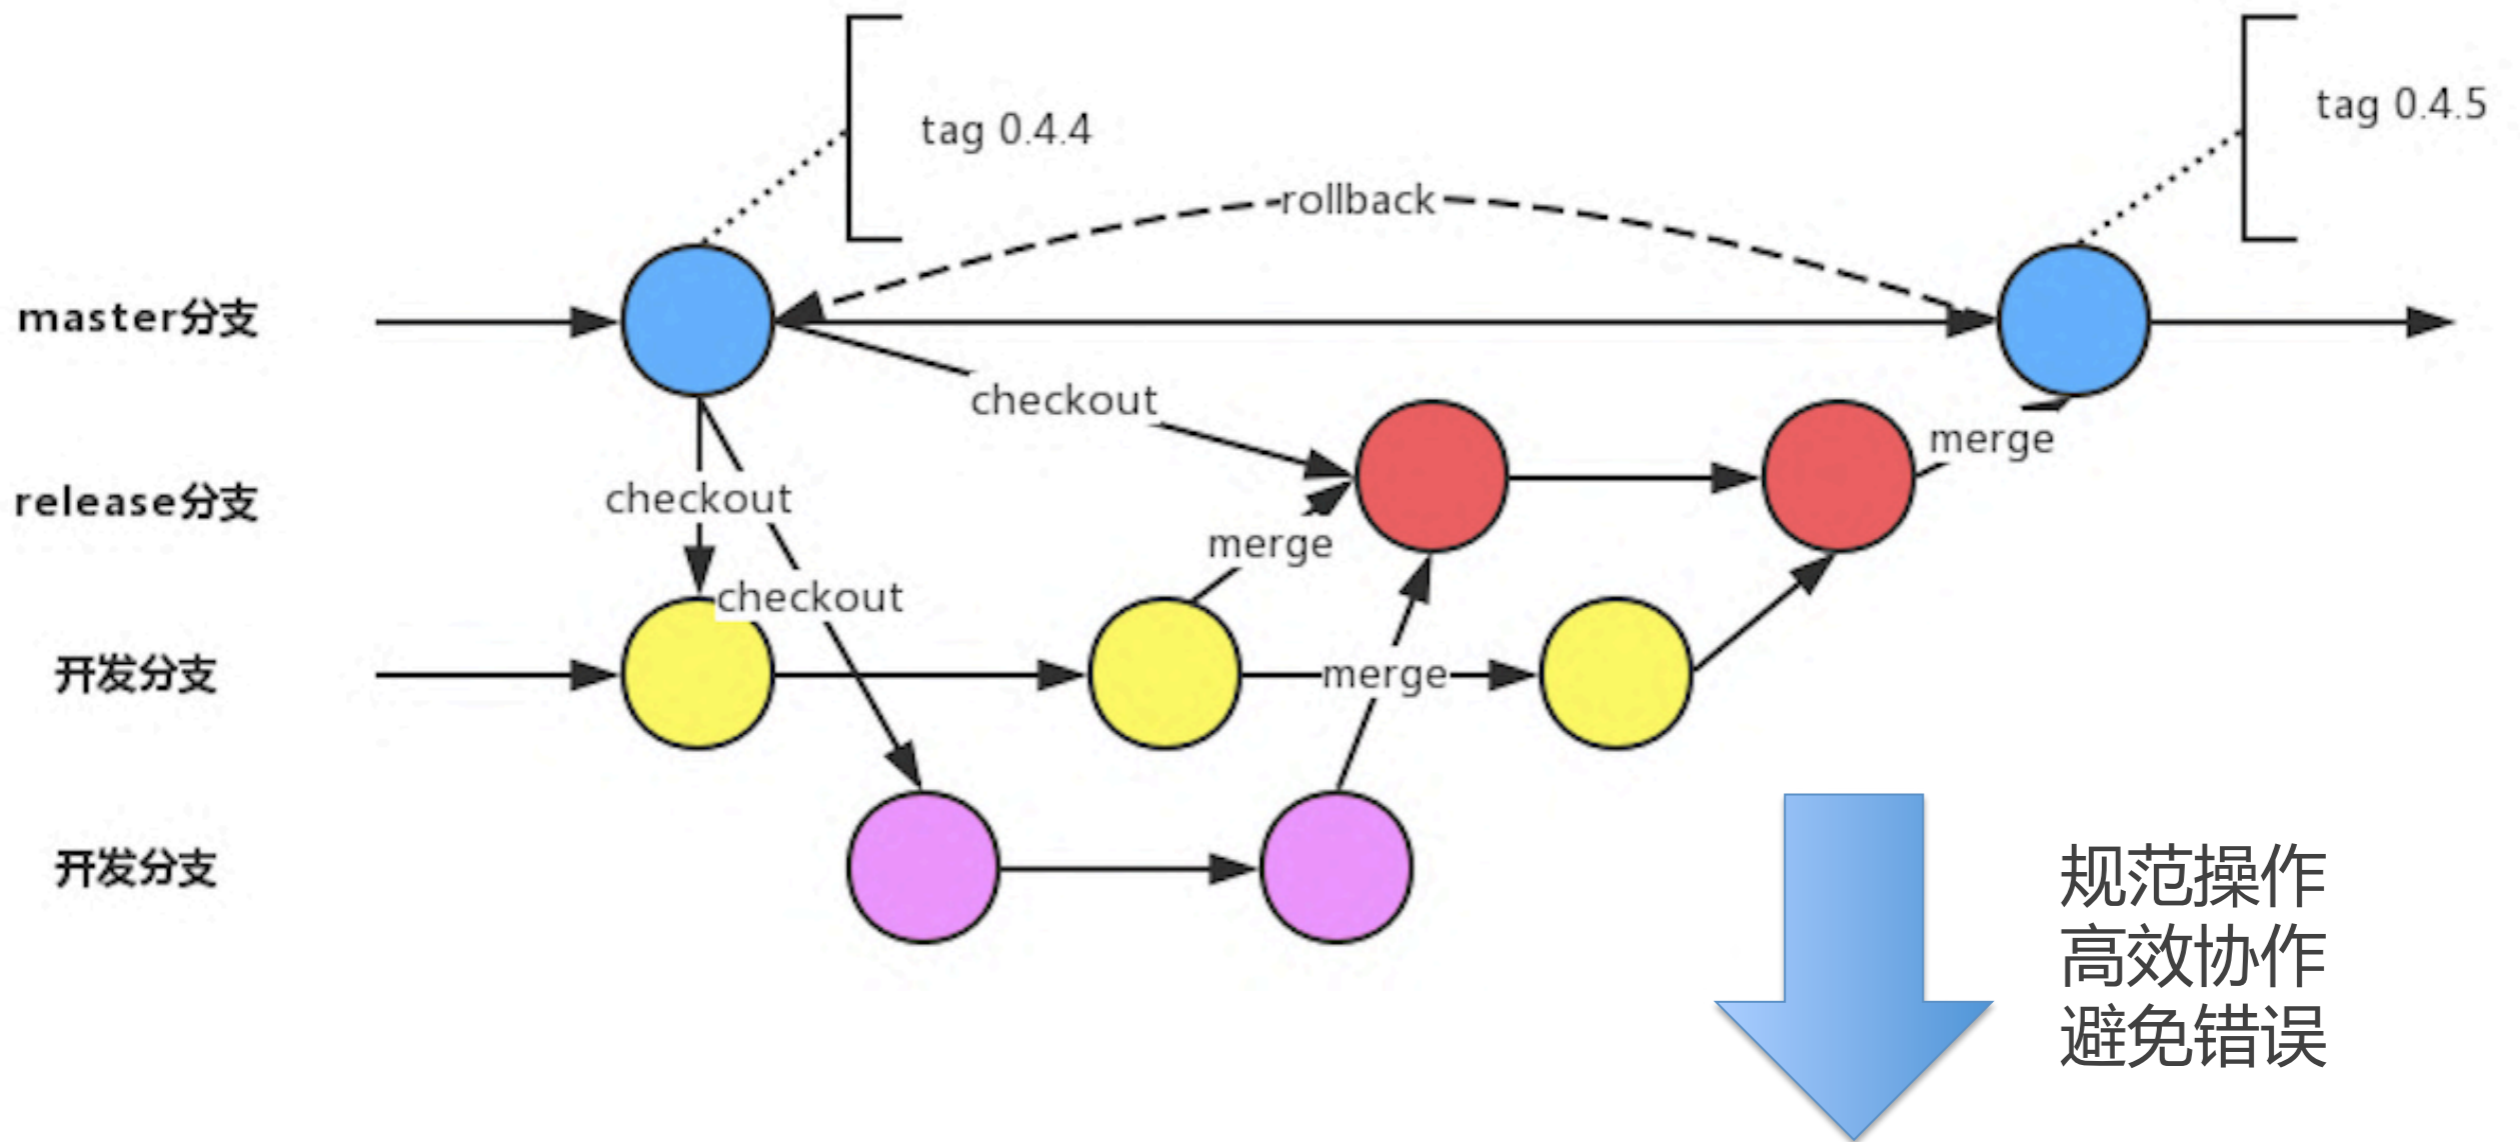 tag 0.4.4
tag 0.4.5
rollback
master分支
checkout
merge
release分支
checkout
merge
checkout
开发分支
merge
开发分支
规范操作
高效协作
避免错误